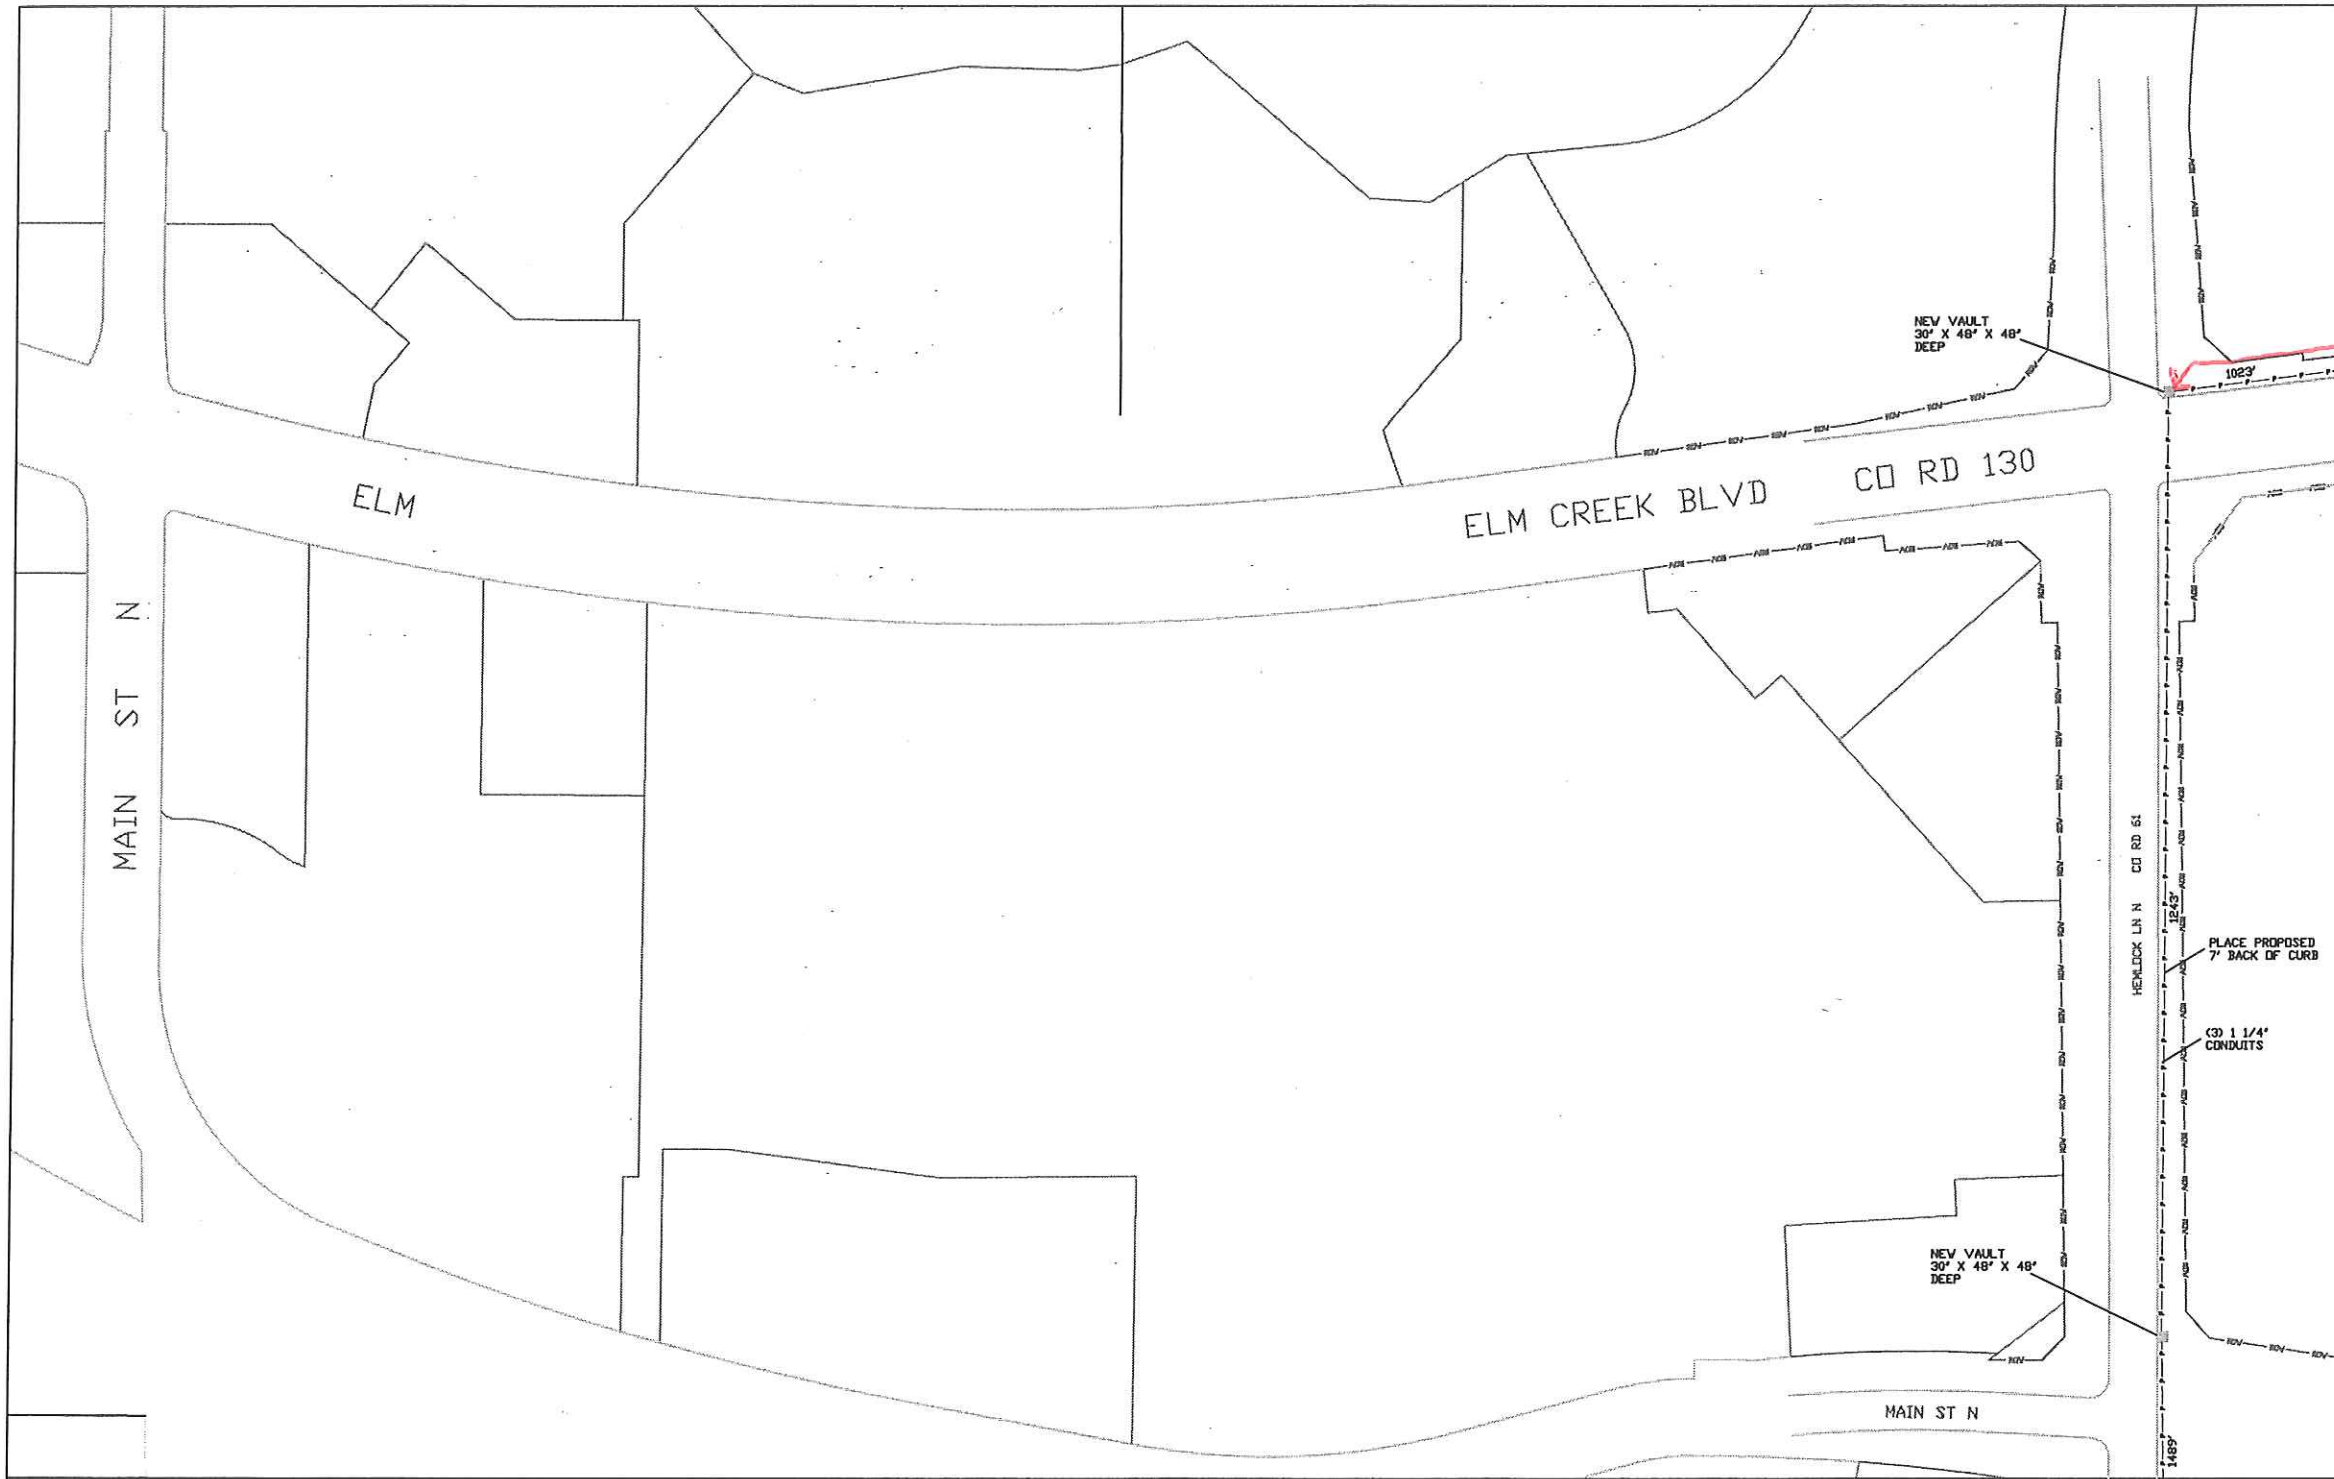 NEW VAULT
30" X 48" X 48"
DEEP
1023'
ELM
ELM CREEK BLVD
CO RD 130
MAIN ST N
HEMLOCK LN N CO RD 61
1243'
PLACE PROPOSED
7' BACK OF CURB
(3) 1 1/4"
CONDUITS
NEW VAULT
30" X 48" X 48"
DEEP
MAIN ST N
1489'
ROW
P